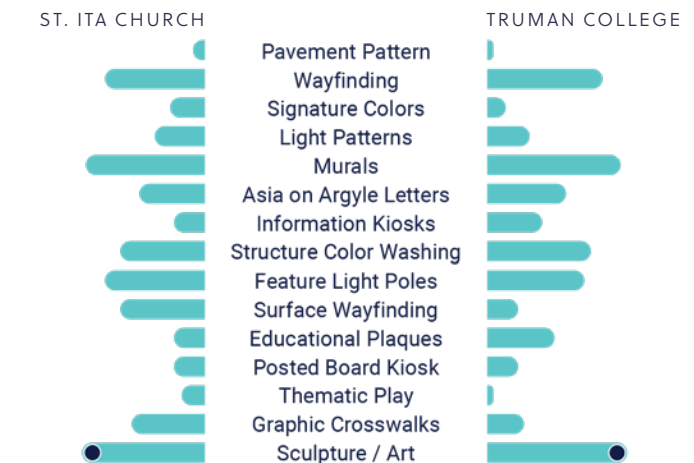 ST. ITA CHURCH
TRUMAN COLLEGE
Pavement Pattern
Wayfinding
Signature Colors
Light Patterns
Murals
Asia on Argyle Letters
Information Kiosks
Structure Color Washing
Feature Light Poles
Surface Wayfinding
Educational Plaques
Posted Board Kiosk
Thematic Play
Graphic Crosswalks
Sculpture / Art